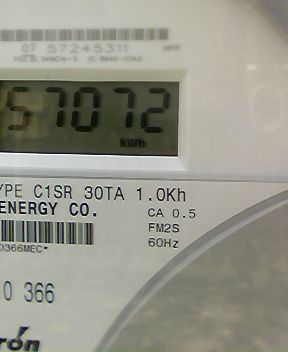 07 57245311
57072
kWh
YPE C1SR 30TA 1.0Kh
ENERGY CO.
CA 0.5
FM2S
60Hz
0366MEC*
0 366
rón